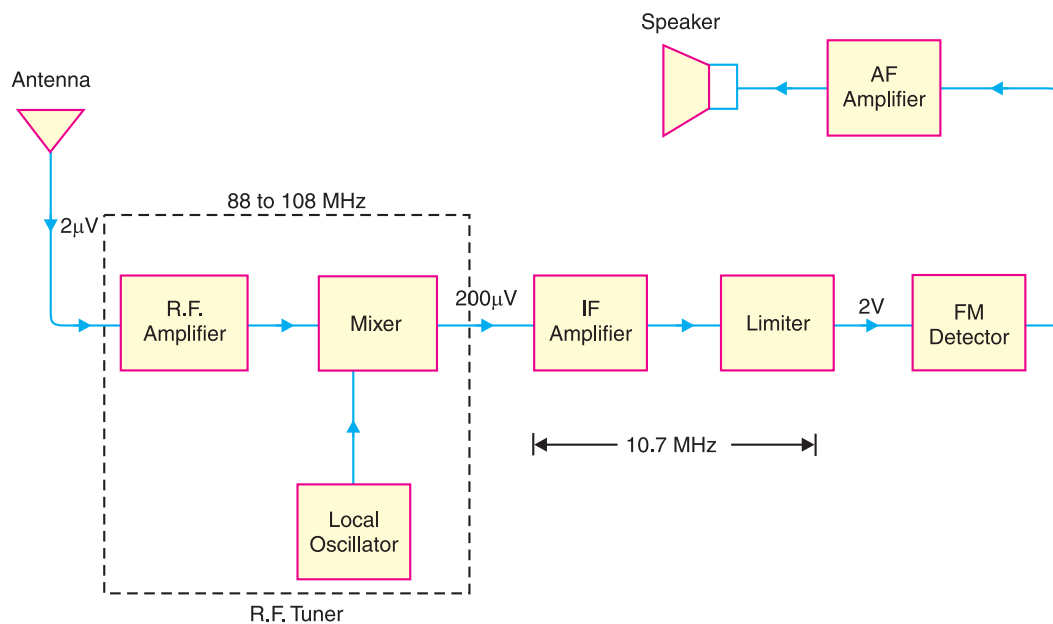 Speaker
AF
Amplifier
Antenna
88 to 108 MHz
2μV
R.F.
Amplifier
Mixer
200μV
IF
Amplifier
Limiter
2V
FM
Detector
10.7 MHz
Local
Oscillator
R.F. Tuner